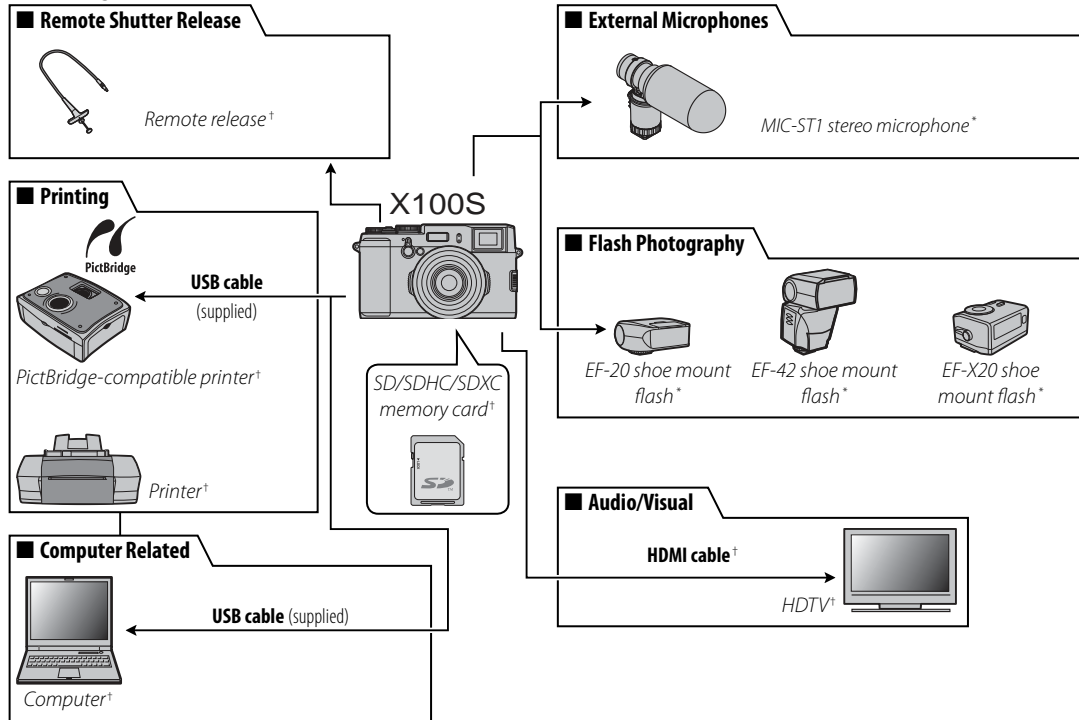 ■ Remote Shutter Release
Remote release†
■ Printing
PictBridge
USB cable
(supplied)
PictBridge-compatible printer†
Printer†
■ Computer Related
USB cable (supplied)
Computer†
X100S
SD/SDHC/SDXC
memory card†
SD
■ External Microphones
MIC-ST1 stereo microphone*
■ Flash Photography
EF-20 shoe mount
flash*
EF-42 shoe mount
flash*
EF-X20 shoe
mount flash*
■ Audio/Visual
HDMI cable†
HDTV†